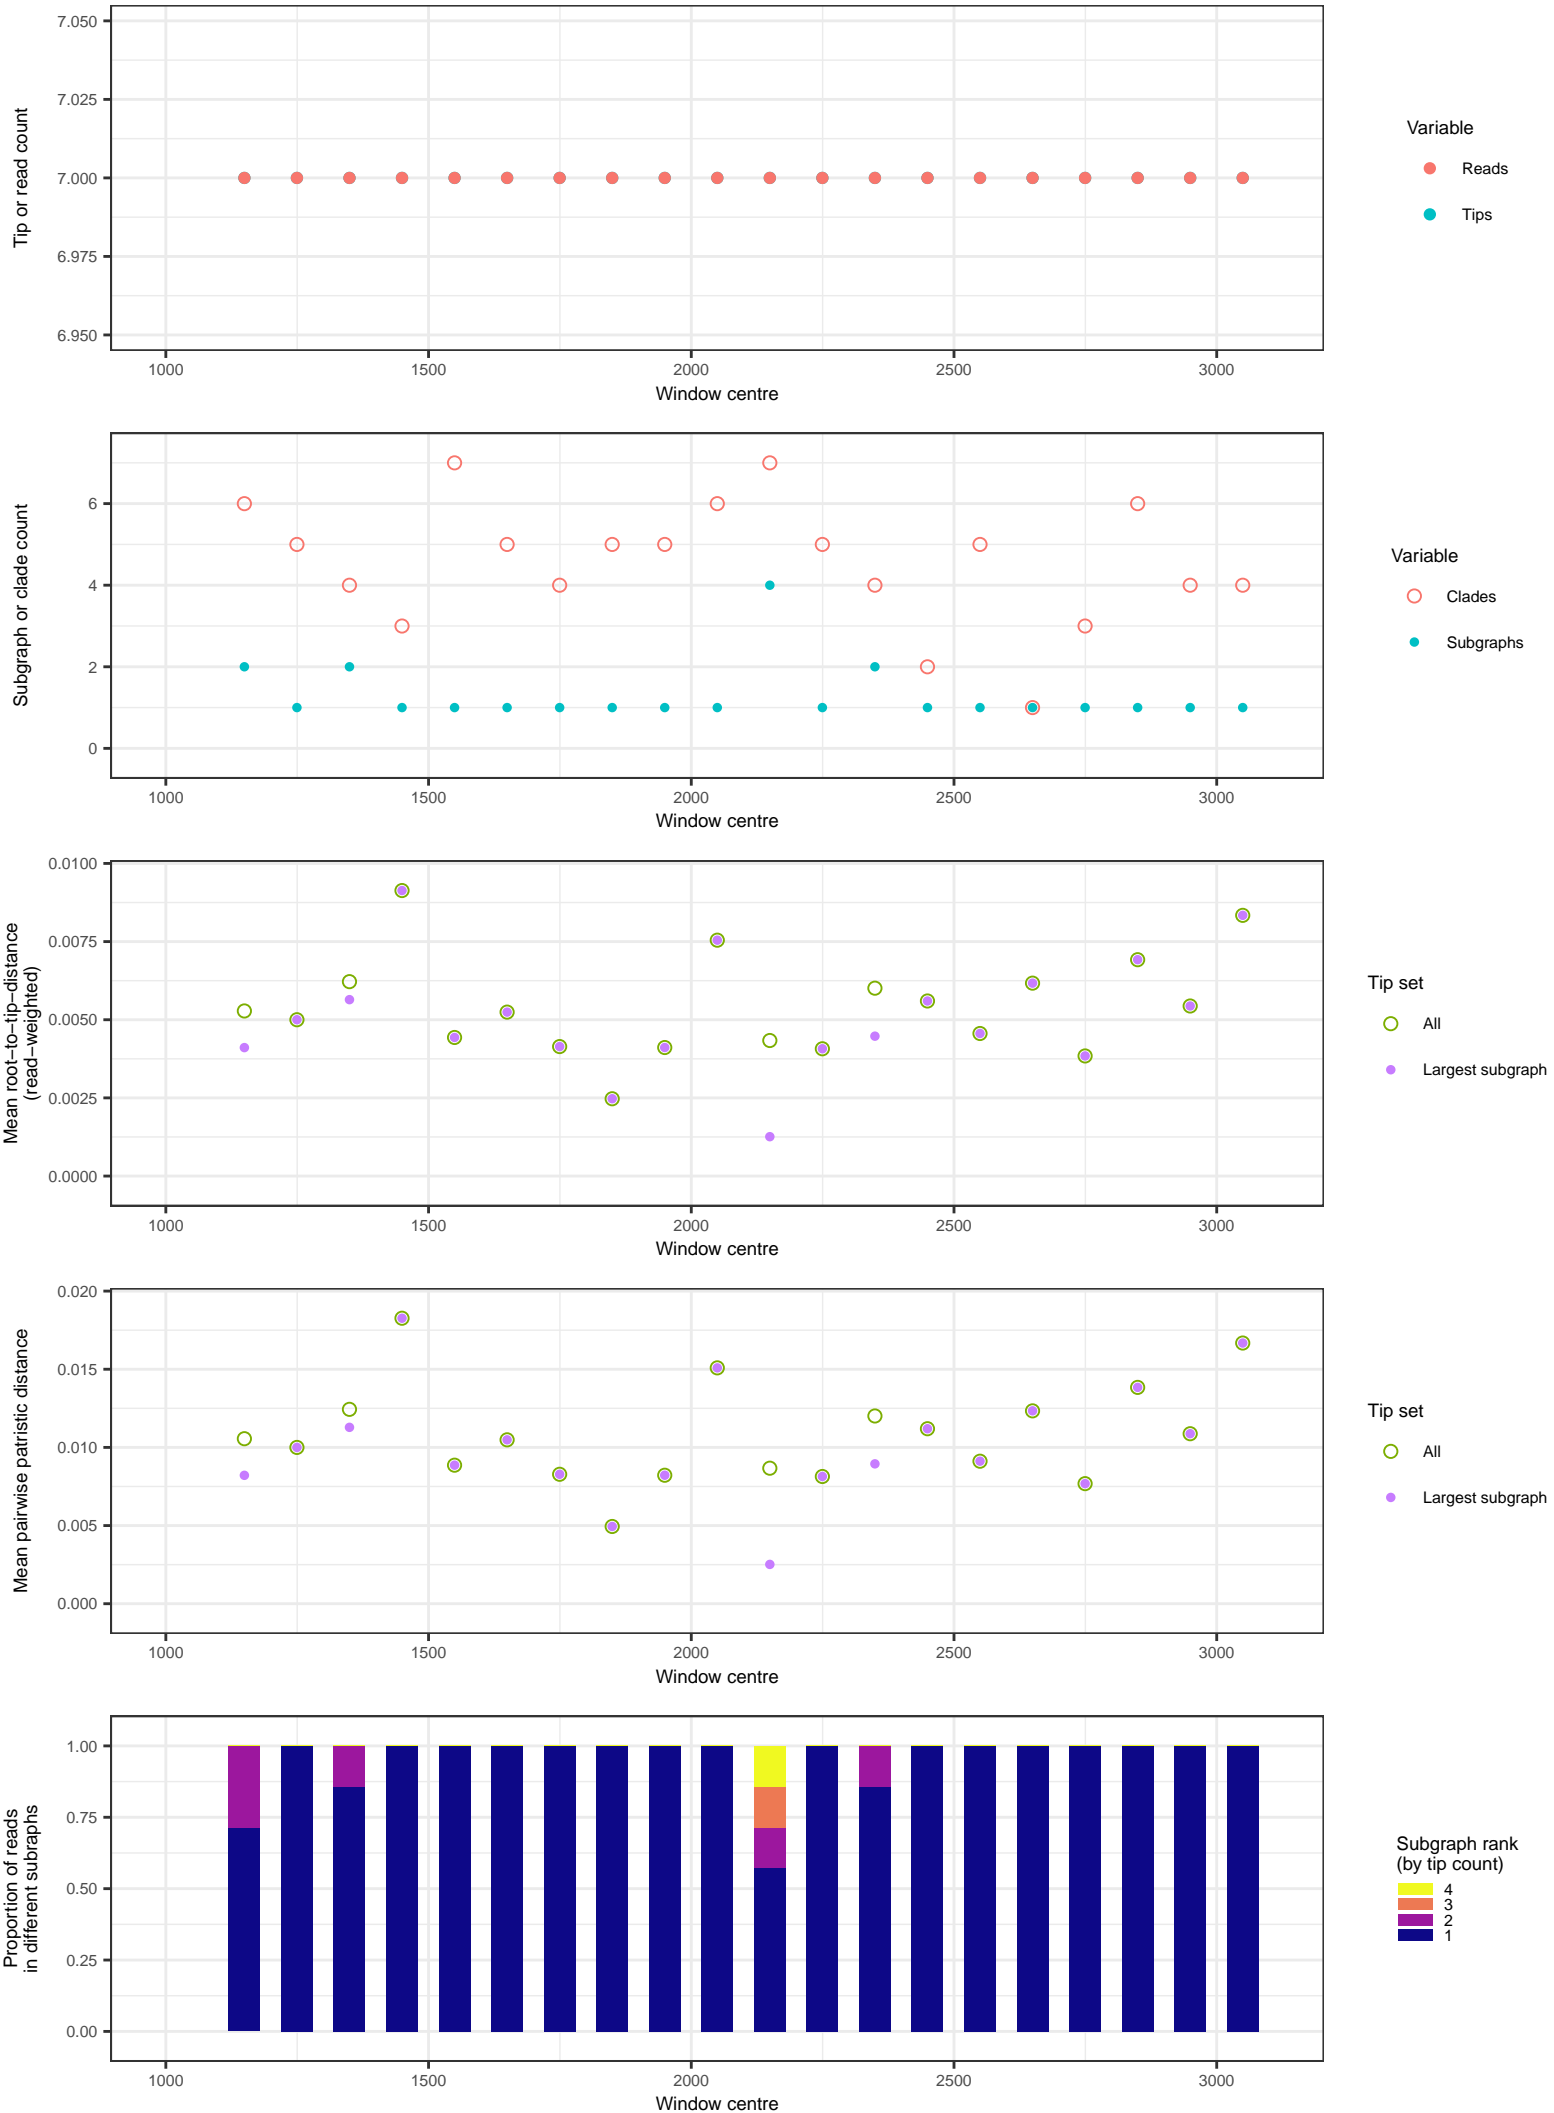 7.050
7.025
7.000
6.975
6.950
Tip or read count
1000 1500 2000 2500 3000
Window centre
Variable
Reads
Tips
6
4
2
0
Subgraph or clade count
1000 1500 2000 2500 3000
Window centre
Variable
Clades
Subgraphs
0.0100
0.0075
0.0050
0.0025
0.0000
Mean root−to−tip−distance
(read−weighted)
1000 1500 2000 2500 3000
Window centre
Tip set
All
Largest subgraph
0.020
0.015
0.010
0.005
0.000
Mean pairwise patristic distance
1000 1500 2000 2500 3000
Window centre
Tip set
All
Largest subgraph
1.00
0.75
0.50
0.25
0.00
Proportion of reads
in different subraphs
1000 1500 2000 2500 3000
Window centre
Subgraph rank
(by tip count)
4
3
2
1